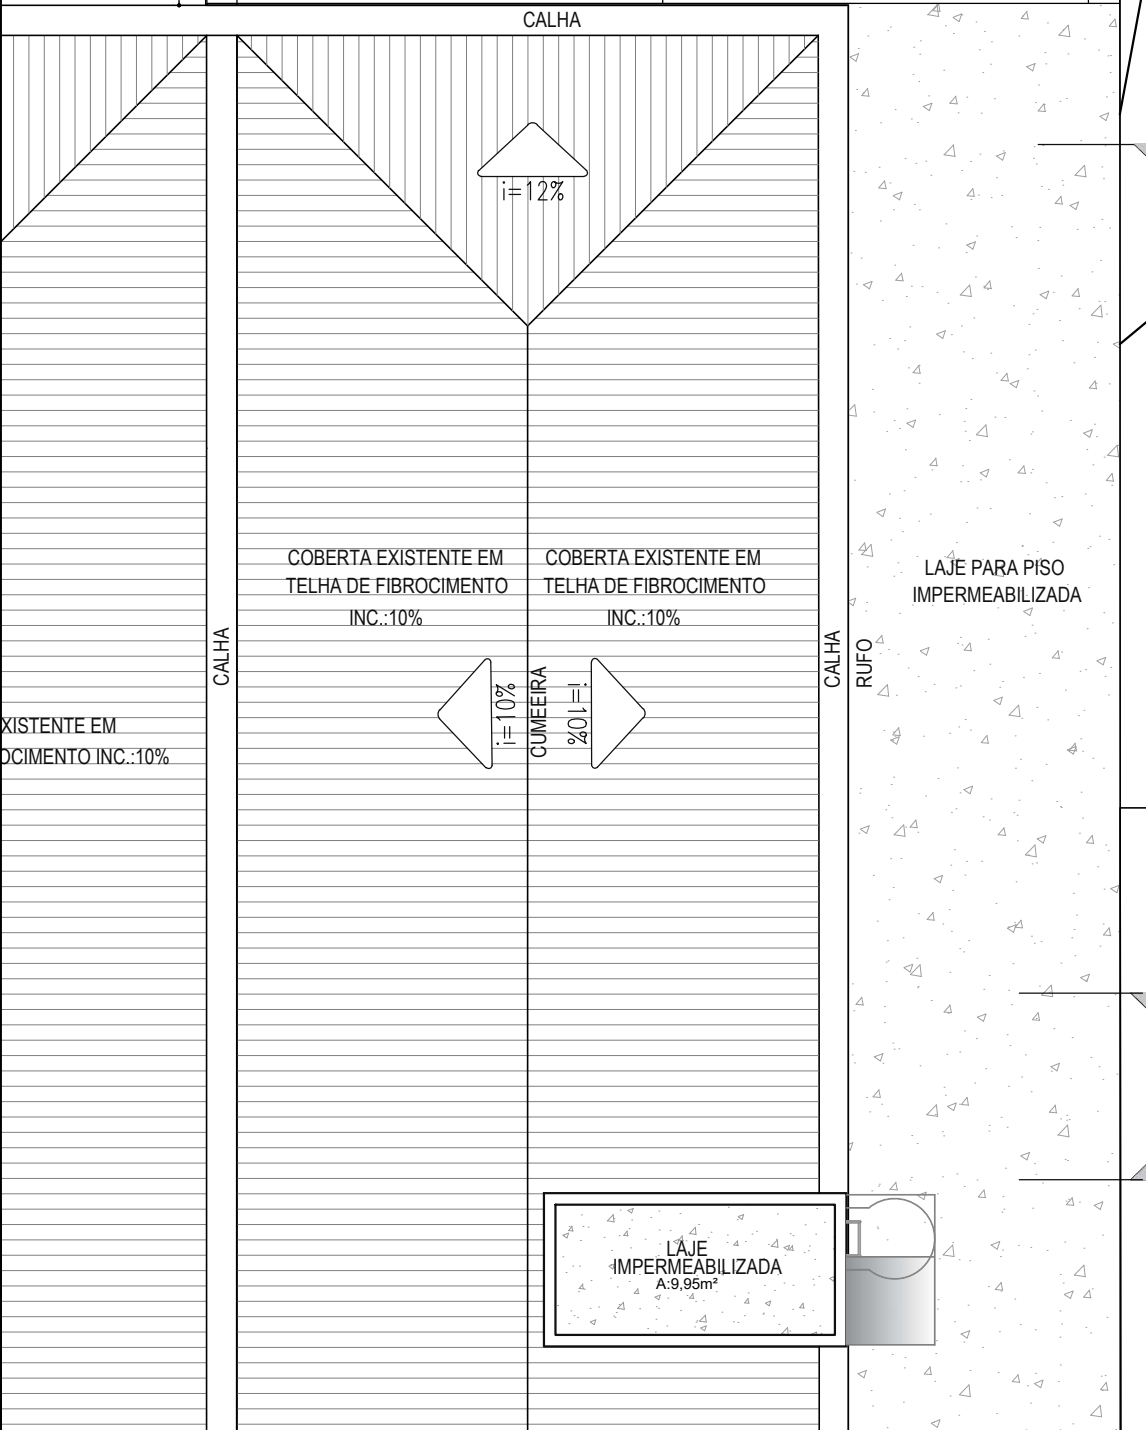 CALHA
i=12%
COBERTA EXISTENTE EM
TELHA DE FIBROCIMENTO
INC.:10%
COBERTA EXISTENTE EM
TELHA DE FIBROCIMENTO
INC.:10%
LAJE PARA PISO
IMPERMEABILIZADA
CALHA
CALHA
RUFO
i=10%
CUMEEIRA
i=10%
XISTENTE EM
OCIMENTO INC.:10%
LAJE
IMPERMEABILIZADA
A:9,95m²